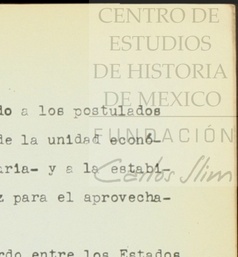 CENTRO DE
ESTUDIOS
DE HISTORIA
DE MEXICO
do a los postulados
de la unidad econó-
FUNDACIÓN
aria- y a la estabi-
Carlos Slim
z para el aprovecha-
rdo entre los Estados